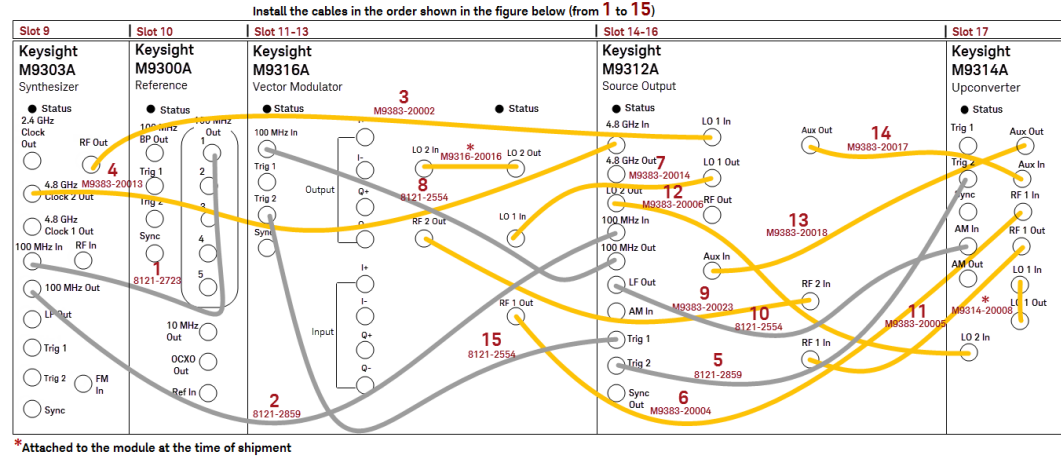 Install the cables in the order shown in the figure below (from 1 to 15)
Slot 9
Slot 10
Slot 11-13
Slot 14-16
Slot 17
Keysight
M9303A
Synthesizer
Status
2.4 GHz
Clock
Out
RF Out
4.8 GHz
Clock 2 Out
4.8 GHz
Clock 1 Out
100 MHz In
RF In
100 MHz Out
LF Out
Trig 1
Trig 2
FM
In
Sync
Keysight
M9300A
Reference
Status
100 MHz
BP Out
100 MHz
Out
Trig 1
Trig 2
Sync
1
2
3
4
5
10 MHz
Out
OCXO
Out
Ref In
Keysight
M9316A
Vector Modulator
Status
Status
100 MHz In
Trig 1
Trig 2
Sync
I-
Q+
Output
I+
I-
Q+
Q-
Input
LO 2 In
LO 2 Out
RF 2 Out
LO 1 In
RF 1 Out
Keysight
M9312A
Source Output
Status
4.8 GHz In
4.8 GHz Out
LO 2 Out
100 MHz In
100 MHz Out
LF Out
AM In
Trig 1
Trig 2
Sync
Out
LO 1 In
LO 1 Out
RF Out
Aux In
Aux Out
RF 2 In
RF 1 In
Keysight
M9314A
Upconverter
Status
Trig 1
Trig 2
Sync
AM In
AM Out
LO 2 In
Aux Out
Aux In
RF 1 In
RF 1 Out
LO 1 In
LO 1 Out
1
8121-2723
2
8121-2859
3
M9383-20002
4
M9383-20013
5
8121-2859
6
M9383-20004
7
M9383-20014
8
8121-2554
9
M9383-20023
10
8121-2554
11
M9383-20005
12
M9383-20006
13
M9383-20018
14
M9383-20017
15
8121-2554
*
M9316-20016
*
M9314-20008
*Attached to the module at the time of shipment